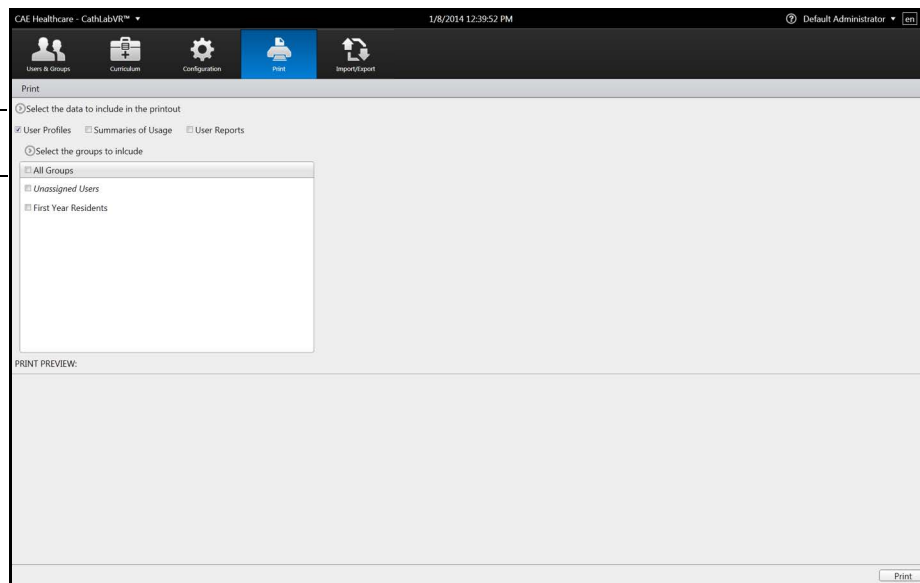 CAE Healthcare - CathLabVR™ 1/8/2014 12:39:52 PM Default Administrator en
Users & Groups Curriculum Configuration Print Import/Export
Print
Select the data to include in the printout
User Profiles Summaries of Usage User Reports
Select the groups to inlcude
All Groups
Unassigned Users
First Year Residents
PRINT PREVIEW:
Print